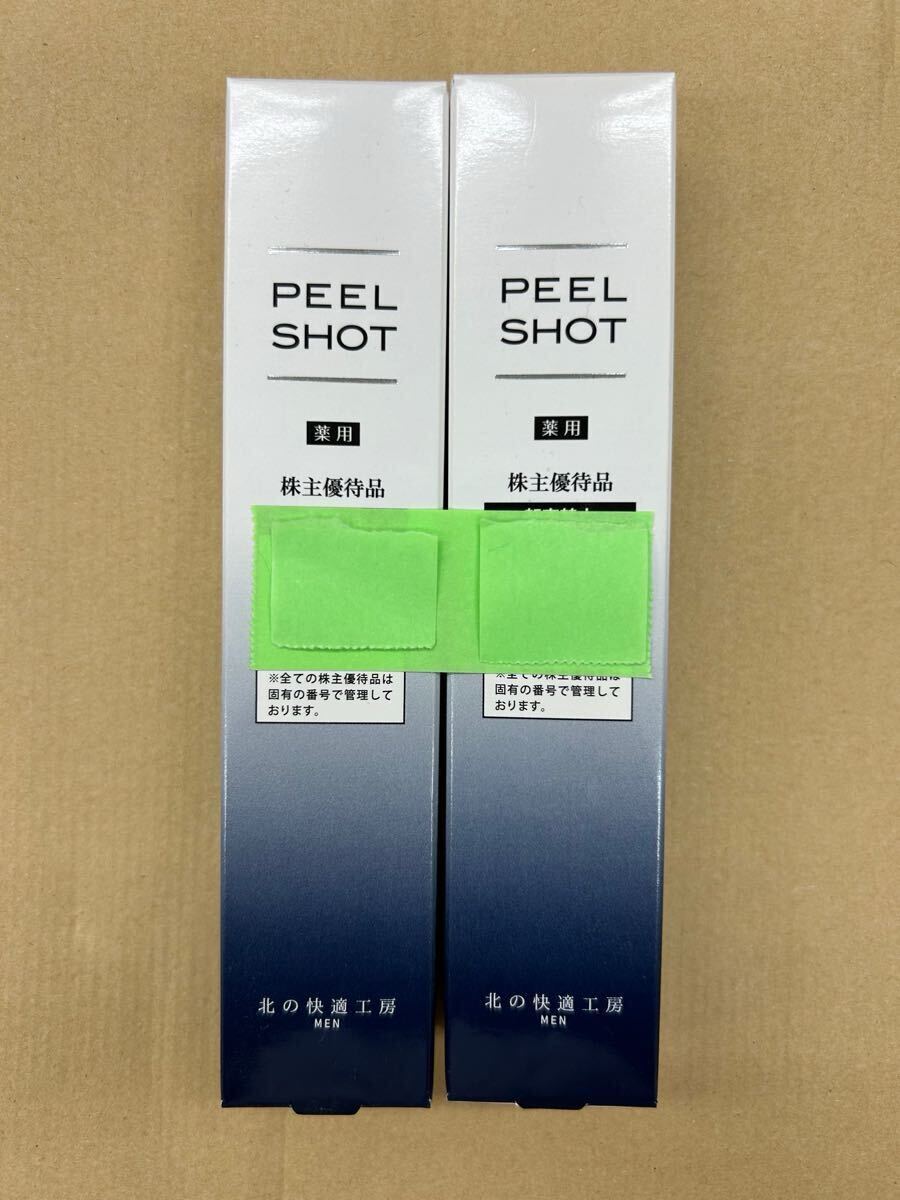 PEEL
SHOT
薬用
株主優待品
※全ての株主優待品は
固有の番号で管理して
おります。
北の快適工房
MEN
PEEL
SHOT
薬用
株主優待品
※全ての株主優待品は
固有の番号で管理して
おります。
北の快適工房
MEN